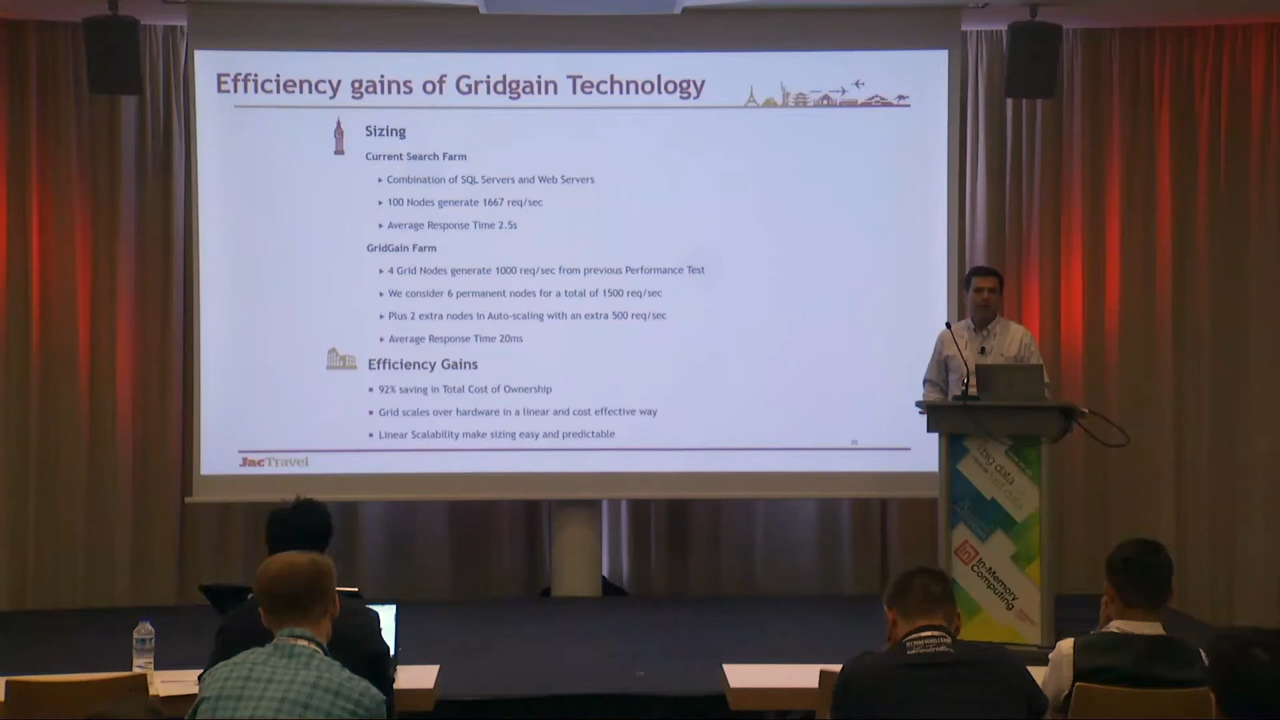 Efficiency gains of Gridgain Technology
Sizing
Current Search Farm
Combination of SQL Servers and Web Servers
100 Nodes generate 1667 req/sec
Average Response Time 2.5s
GridGain Farm
4 Grid Nodes generate 1000 req/sec from previous Performance Test
We consider 6 permanent nodes for a total of 1500 req/sec
Plus 2 extra nodes in Auto-scaling with an extra 500 req/sec
Average Response Time 20ms
Efficiency Gains
92% saving in Total Cost of Ownership
Grid scales over hardware in a linear and cost effective way
Linear Scalability make sizing easy and predictable
JacTravel
big data
fast data
In-Memory
Computing